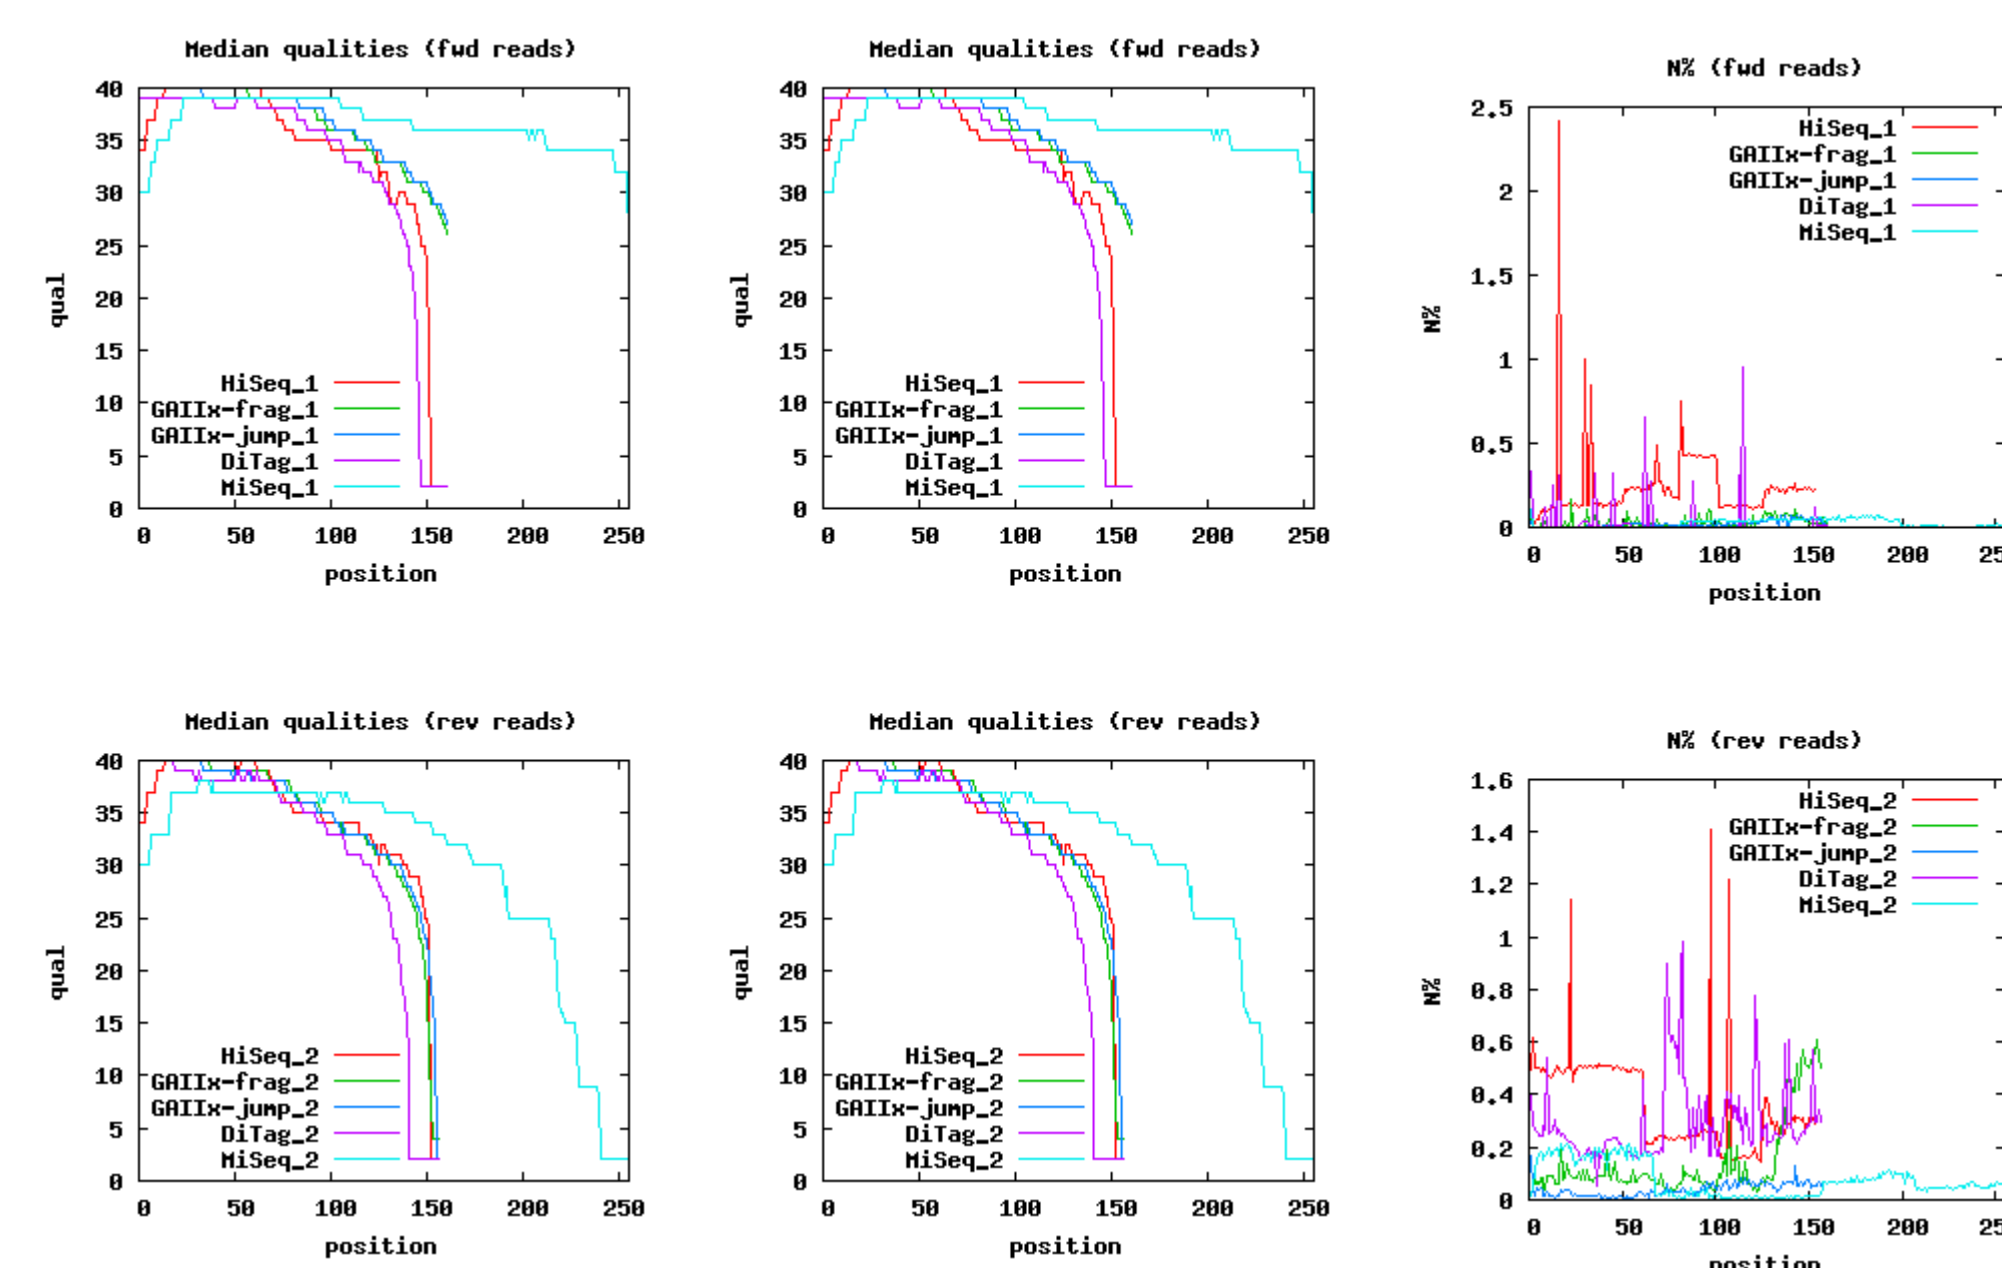 Median qualities (fwd reads)
40
35
30
25
20
15
10
5
0
qual
HiSeq_1
GAIIx-frag_1
GAIIx-jump_1
DiTag_1
MiSeq_1
0 50 100 150 200 250
position
Median qualities (fwd reads)
40
35
30
25
20
15
10
5
0
qual
HiSeq_1
GAIIx-frag_1
GAIIx-jump_1
DiTag_1
MiSeq_1
0 50 100 150 200 250
position
N% (fwd reads)
2.5
2
1.5
1
0.5
0
N%
HiSeq_1
GAIIx-frag_1
GAIIx-jump_1
DiTag_1
MiSeq_1
0 50 100 150 200 25
position
Median qualities (rev reads)
40
35
30
25
20
15
10
5
0
qual
HiSeq_2
GAIIx-frag_2
GAIIx-jump_2
DiTag_2
MiSeq_2
0 50 100 150 200 250
position
Median qualities (rev reads)
40
35
30
25
20
15
10
5
0
qual
HiSeq_2
GAIIx-frag_2
GAIIx-jump_2
DiTag_2
MiSeq_2
0 50 100 150 200 250
position
N% (rev reads)
1.6
1.4
1.2
1
0.8
0.6
0.4
0.2
0
N%
HiSeq_2
GAIIx-frag_2
GAIIx-jump_2
DiTag_2
MiSeq_2
0 50 100 150 200 25
position